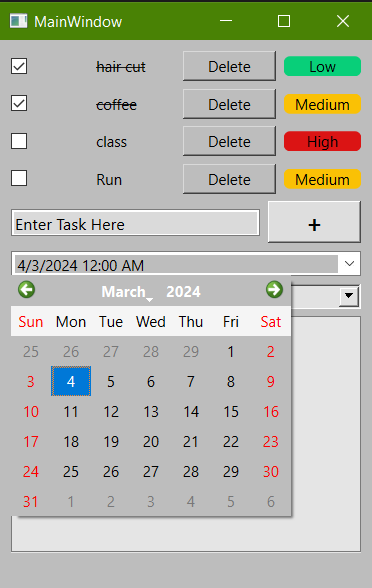 MainWindow
hair cut Delete Low
coffee Delete Medium
class Delete High
Run Delete Medium
Enter Task Here +
4/3/2024 12:00 AM
March 2024
Sun Mon Tue Wed Thu Fri Sat
25 26 27 28 29 1 2
3 4 5 6 7 8 9
10 11 12 13 14 15 16
17 18 19 20 21 22 23
24 25 26 27 28 29 30
31 1 2 3 4 5 6